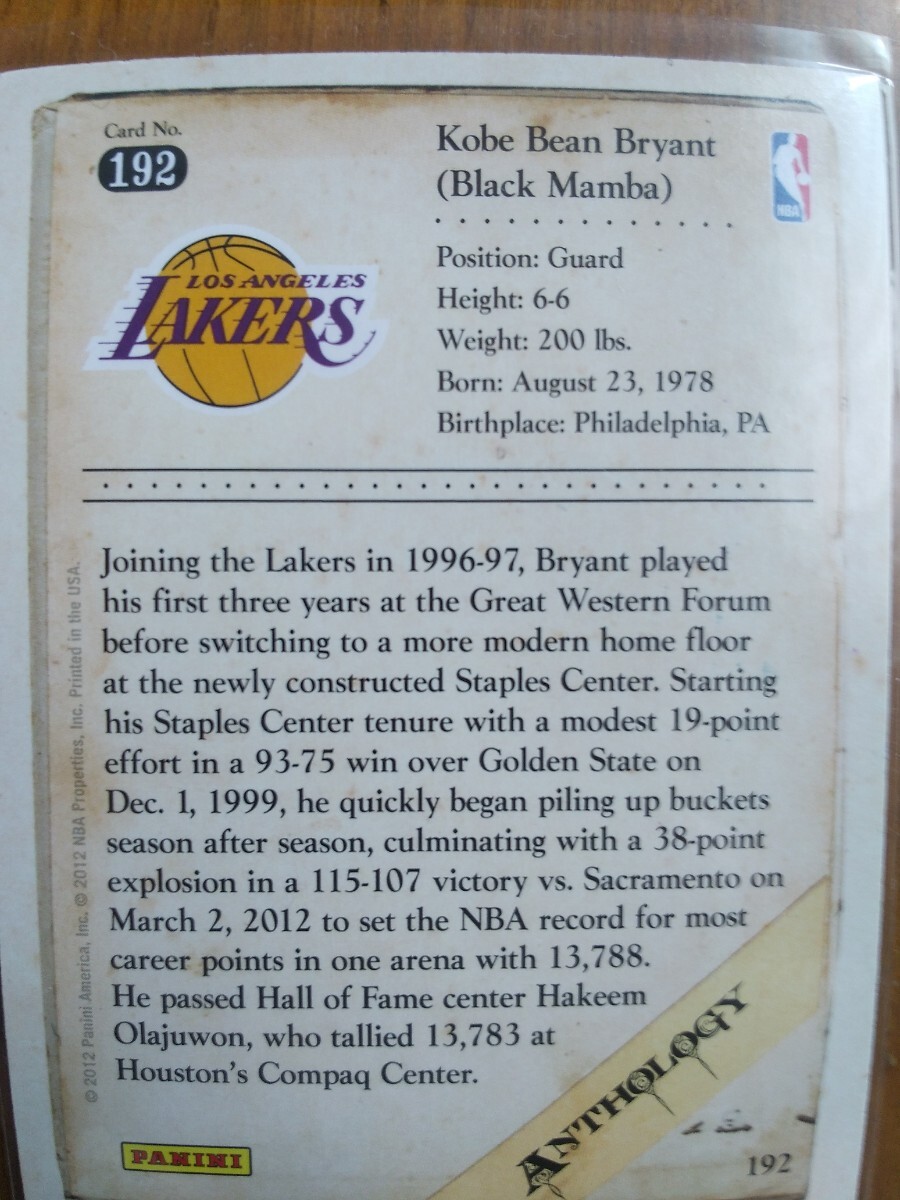 Card No.
192
Kobe Bean Bryant
(Black Mamba)
NBA
LOS ANGELES
LAKERS
Position: Guard
Height: 6-6
Weight: 200 lbs.
Born: August 23, 1978
Birthplace: Philadelphia, PA
Joining the Lakers in 1996-97, Bryant played
his first three years at the Great Western Forum
before switching to a more modern home floor
at the newly constructed Staples Center. Starting
his Staples Center tenure with a modest 19-point
effort in a 93-75 win over Golden State on
Dec. 1, 1999, he quickly began piling up buckets
season after season, culminating with a 38-point
explosion in a 115-107 victory vs. Sacramento on
March 2, 2012 to set the NBA record for most
career points in one arena with 13,788.
He passed Hall of Fame center Hakeem
Olajuwon, who tallied 13,783 at
Houston's Compaq Center.
© 2012 Panini America, Inc. © 2012 NBA Properties, Inc. Printed in the USA.
ANTHOLOGY
PANINI
192